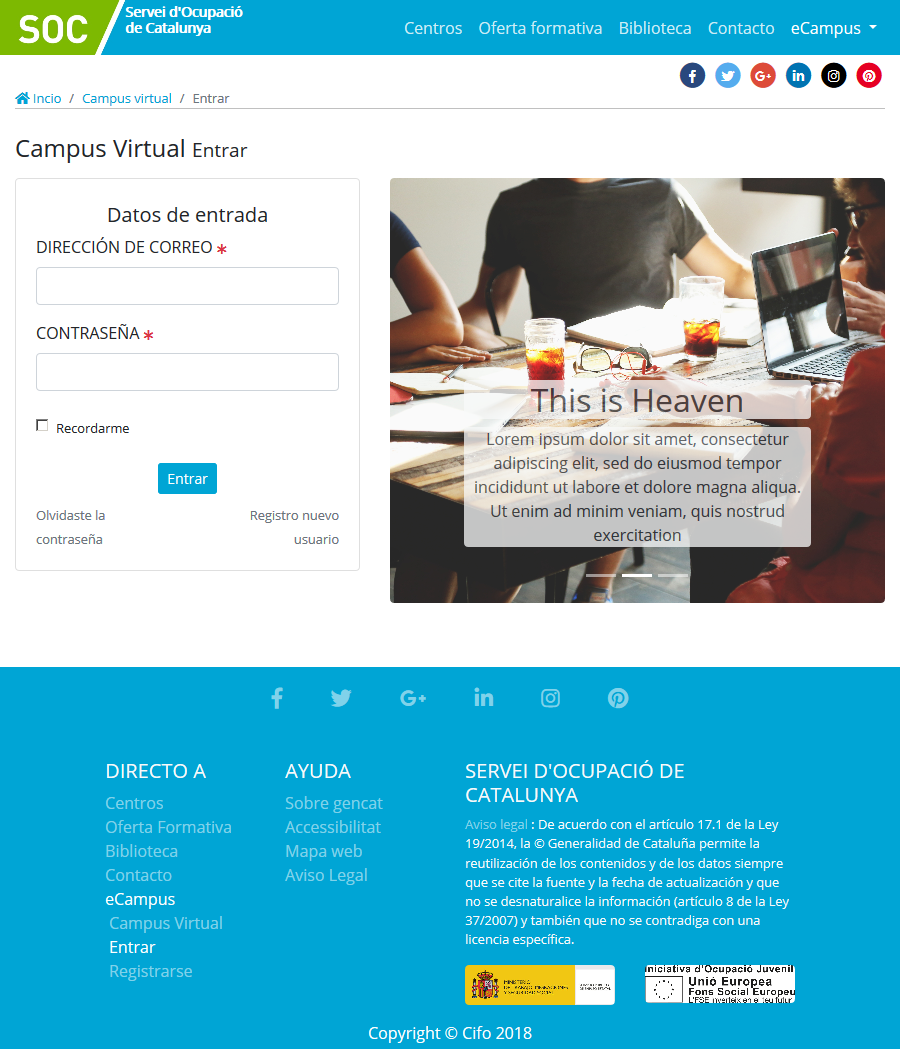 SOC
Servei d'Ocupació
de Catalunya
Centros
Oferta formativa
Biblioteca
Contacto
eCampus
Incio / Campus virtual / Entrar
Campus Virtual Entrar
Datos de entrada
DIRECCIÓN DE CORREO *
CONTRASEÑA *
Recordarme
Entrar
Olvidaste la
contraseña
Registro nuevo
usuario
This is Heaven
Lorem ipsum dolor sit amet, consectetur
adipiscing elit, sed do eiusmod tempor
incididunt ut labore et dolore magna aliqua.
Ut enim ad minim veniam, quis nostrud
exercitation
DIRECTO A
Centros
Oferta Formativa
Biblioteca
Contacto
eCampus
Campus Virtual
Entrar
Registrarse
AYUDA
Sobre gencat
Accessibilitat
Mapa web
Aviso Legal
SERVEI D'OCUPACIÓ DE
CATALUNYA
Aviso legal : De acuerdo con el artículo 17.1 de la Ley
19/2014, la © Generalidad de Cataluña permite la
reutilización de los contenidos y de los datos siempre
que se cite la fuente y la fecha de actualización y que
no se desnaturalice la información (artículo 8 de la Ley
37/2007) y también que no se contradiga con una
licencia específica.
MINISTERIO
DE TRABAJO, MIGRACIONES
Y SEGURIDAD SOCIAL
Iniciativa d'Ocupació Juvenil
Unió Europea
Fons Social Europeu
L'FSE inverteix en el teu futur
Copyright © Cifo 2018